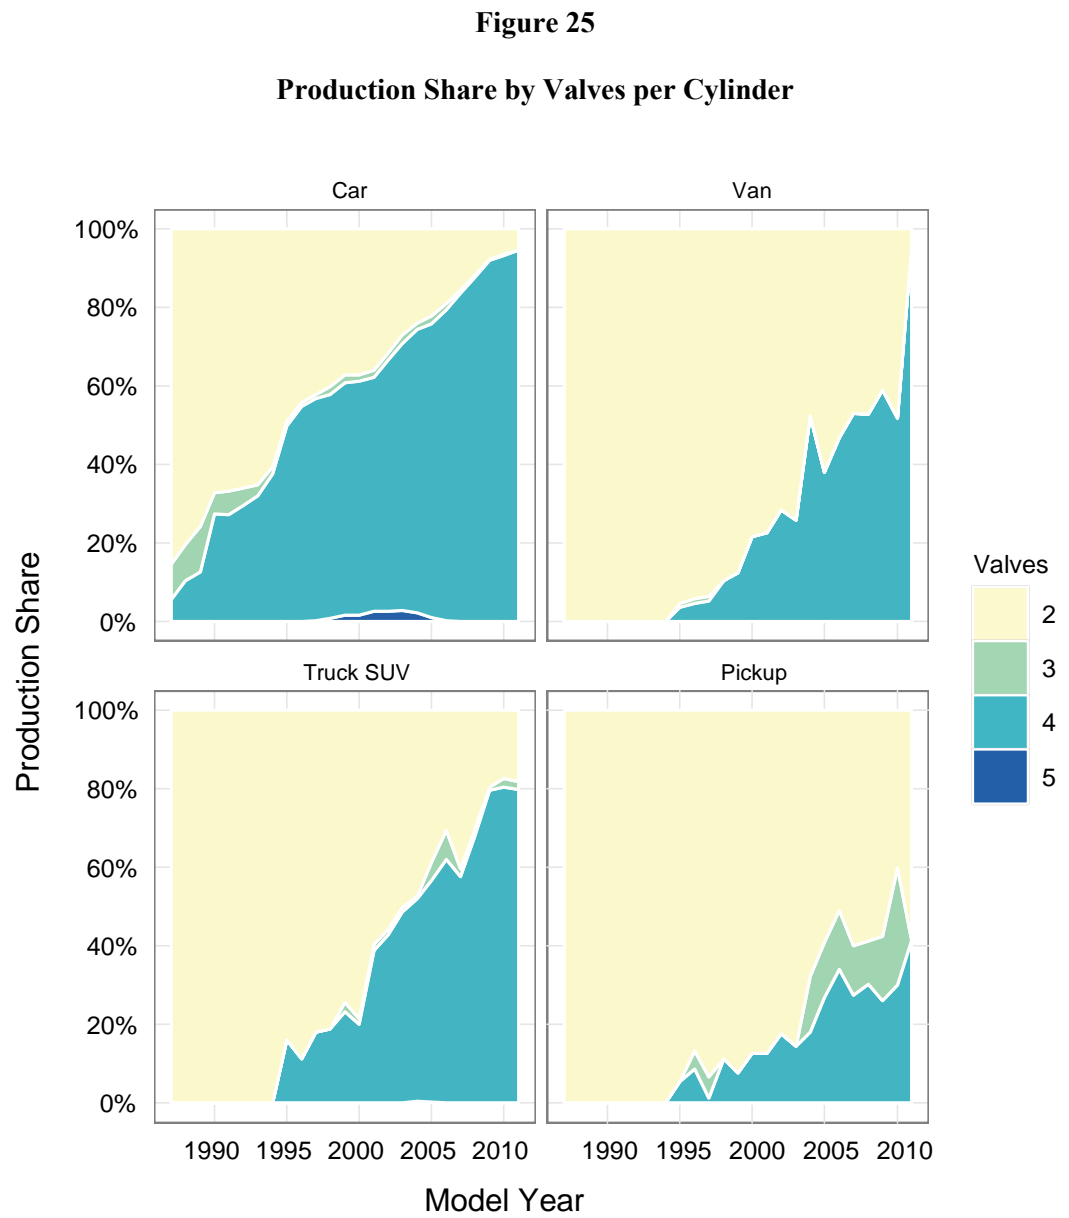 Figure 25
Production Share by Valves per Cylinder
Car
Van
100%
80%
60%
40%
20%
0%
Truck SUV
Pickup
100%
80%
60%
40%
20%
0%
1990 1995 2000 2005 2010
1990 1995 2000 2005 2010
Model Year
Production Share
Valves
2
3
4
5